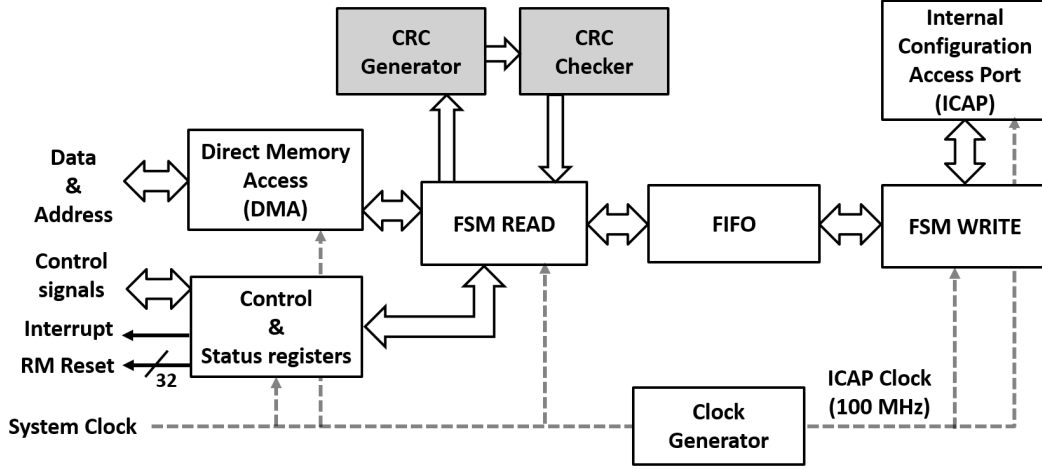 CRC
Generator
CRC
Checker
Internal
Configuration
Access Port
(ICAP)
Data
&
Address
Direct Memory
Access
(DMA)
FSM READ
FIFO
FSM WRITE
Control
signals
Interrupt
RM Reset
32
Control
&
Status registers
System Clock
Clock
Generator
ICAP Clock
(100 MHz)